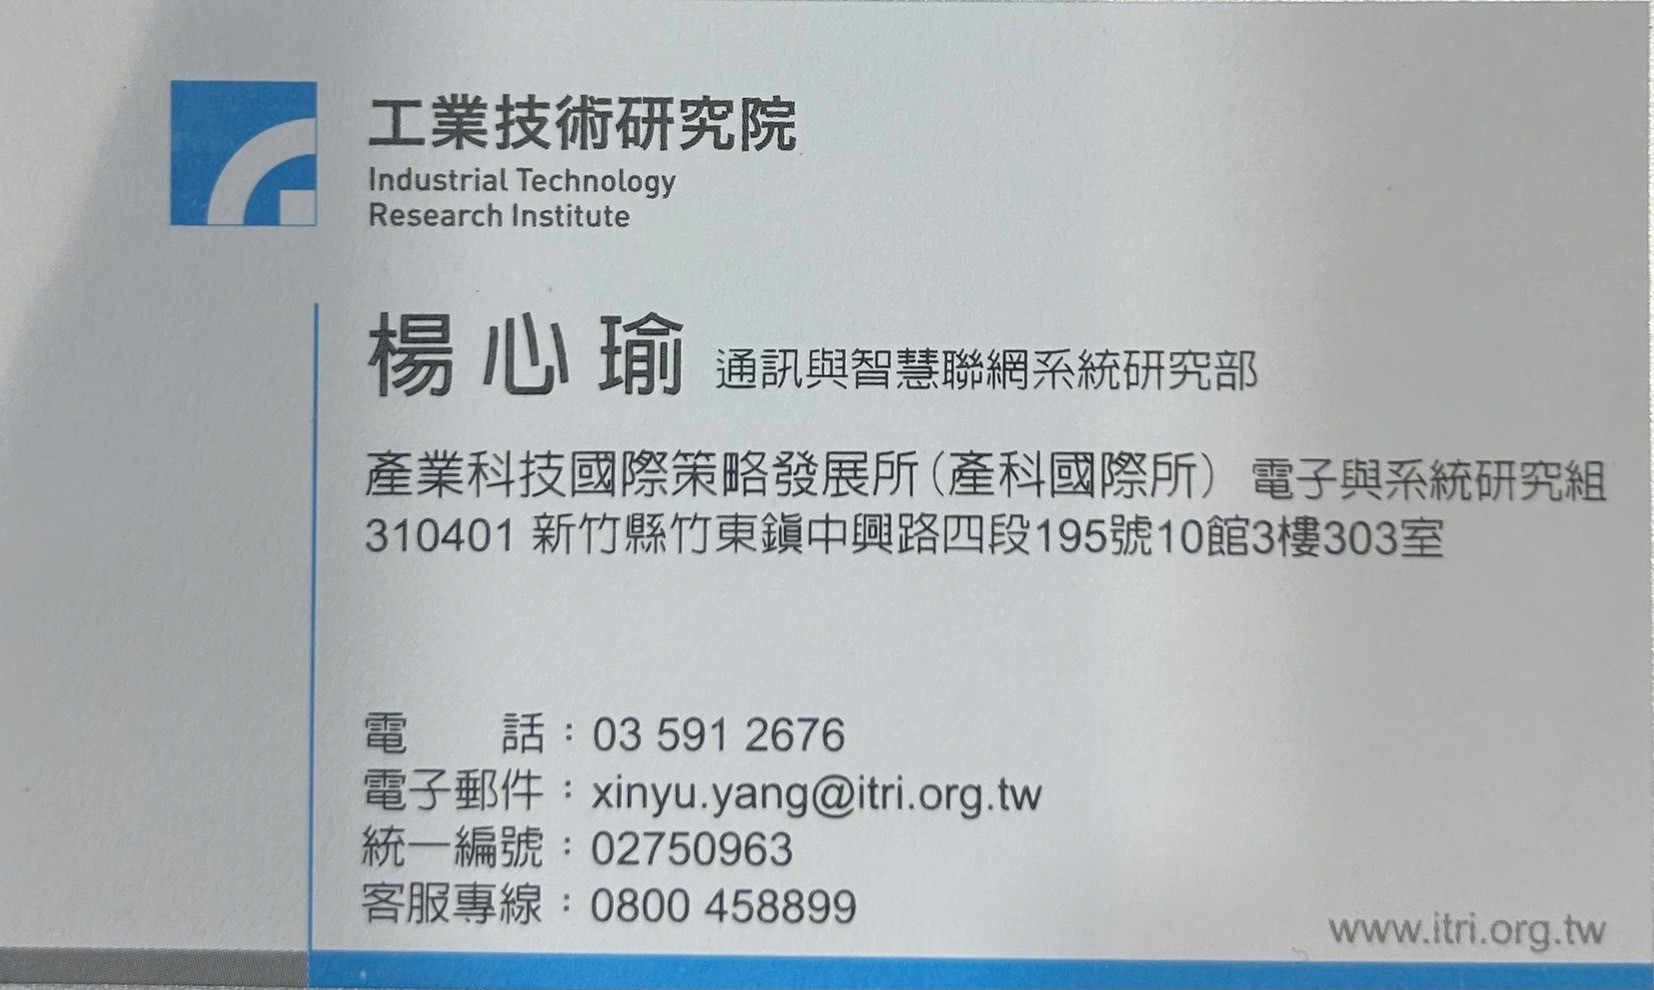 工業技術研究院
Industrial Technology
Research Institute
楊心瑜 通訊與智慧聯網系統研究部
產業科技國際策略發展所(產科國際所) 電子與系統研究組
310401 新竹縣竹東鎮中興路四段195號10館3樓303室
電 話:03 591 2676
電子郵件:xinyu.yang@itri.org.tw
統一編號:02750963
客服專線:0800 458899
www.itri.org.tw